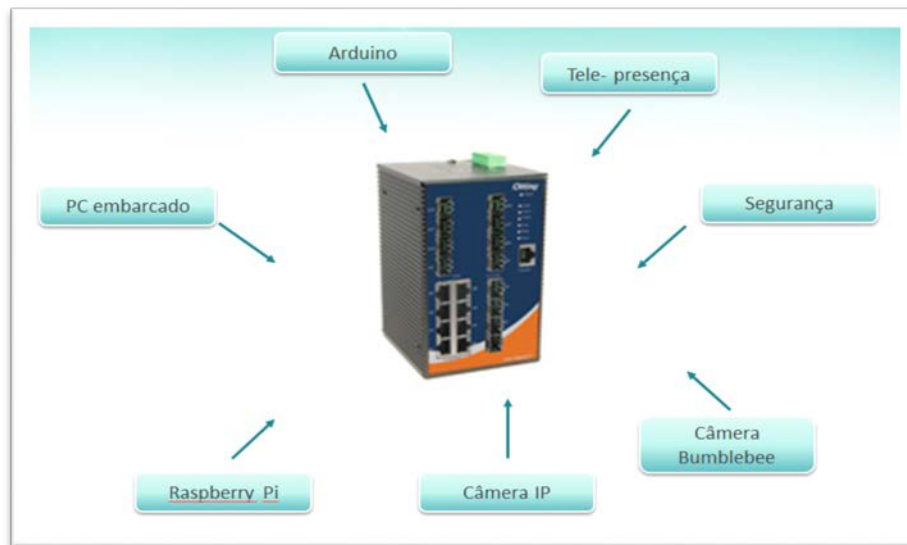 Arduino
Tele- presença
PC embarcado
Segurança
Câmera
Bumblebee
Raspberry Pi
Câmera IP